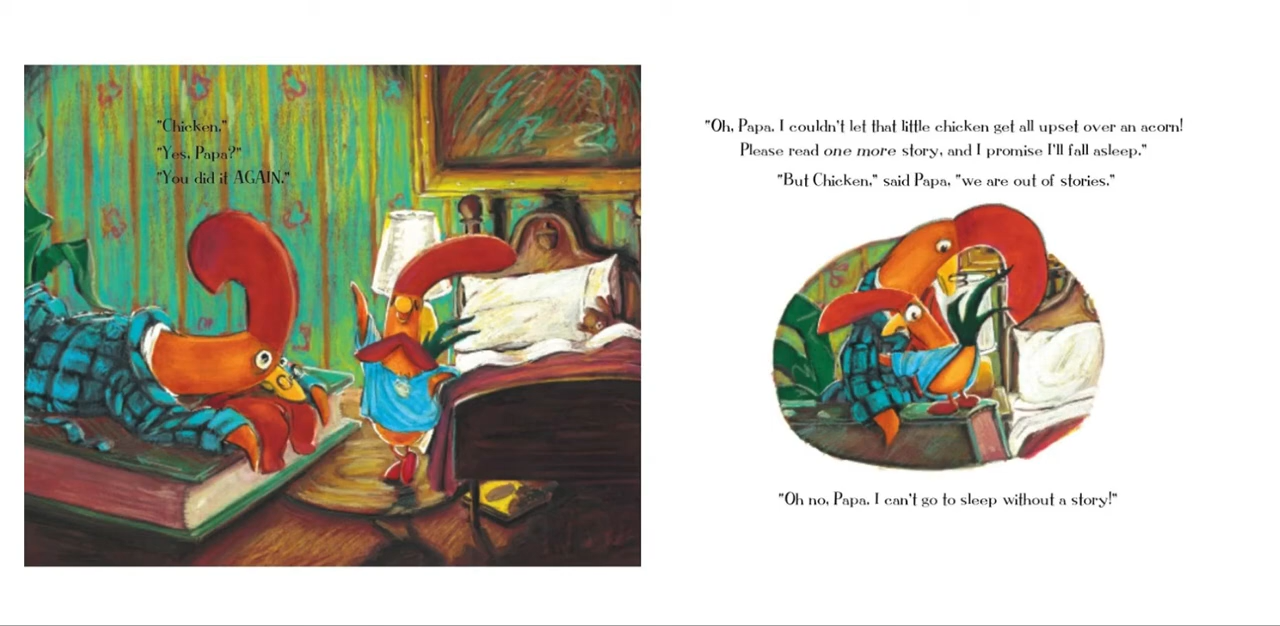 "Chicken."
"Yes, Papa?"
"You did it AGAIN."
"Oh, Papa. I couldn't let that little chicken get all upset over an acorn!
Please read one more story, and I promise I'll fall asleep."
"But Chicken," said Papa, "we are out of stories."
"Oh no, Papa. I can't go to sleep without a story!"